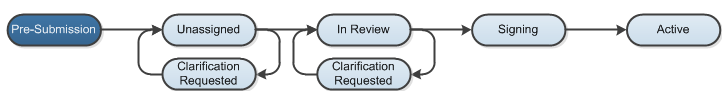 Pre-Submission
Unassigned
In Review
Signing
Active
Clarification
Requested
Clarification
Requested